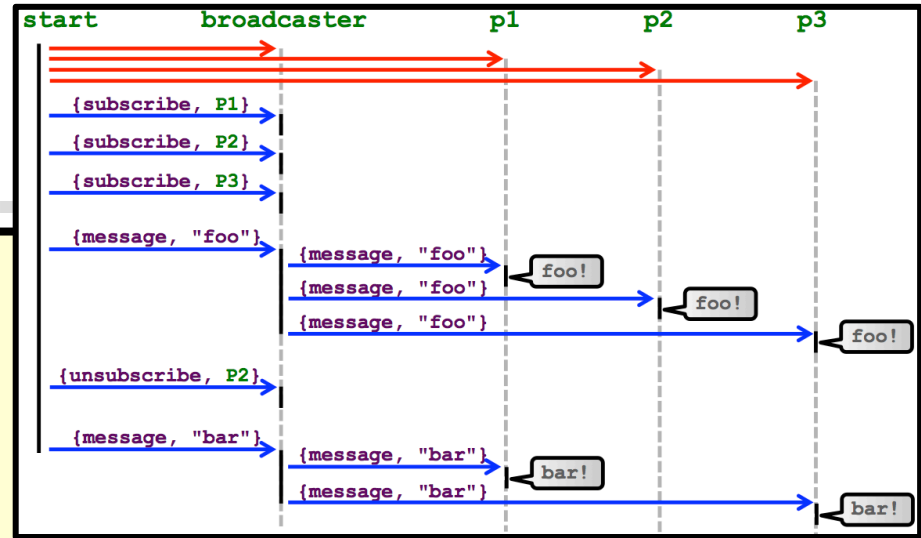 start broadcaster p1 p2 p3
{subscribe, P1}
{subscribe, P2}
{subscribe, P3}
{message, "foo"}
{message, "foo"}
foo!
{message, "foo"}
foo!
{message, "foo"}
foo!
{unsubscribe, P2}
{message, "bar"}
{message, "bar"}
bar!
{message, "bar"}
bar!